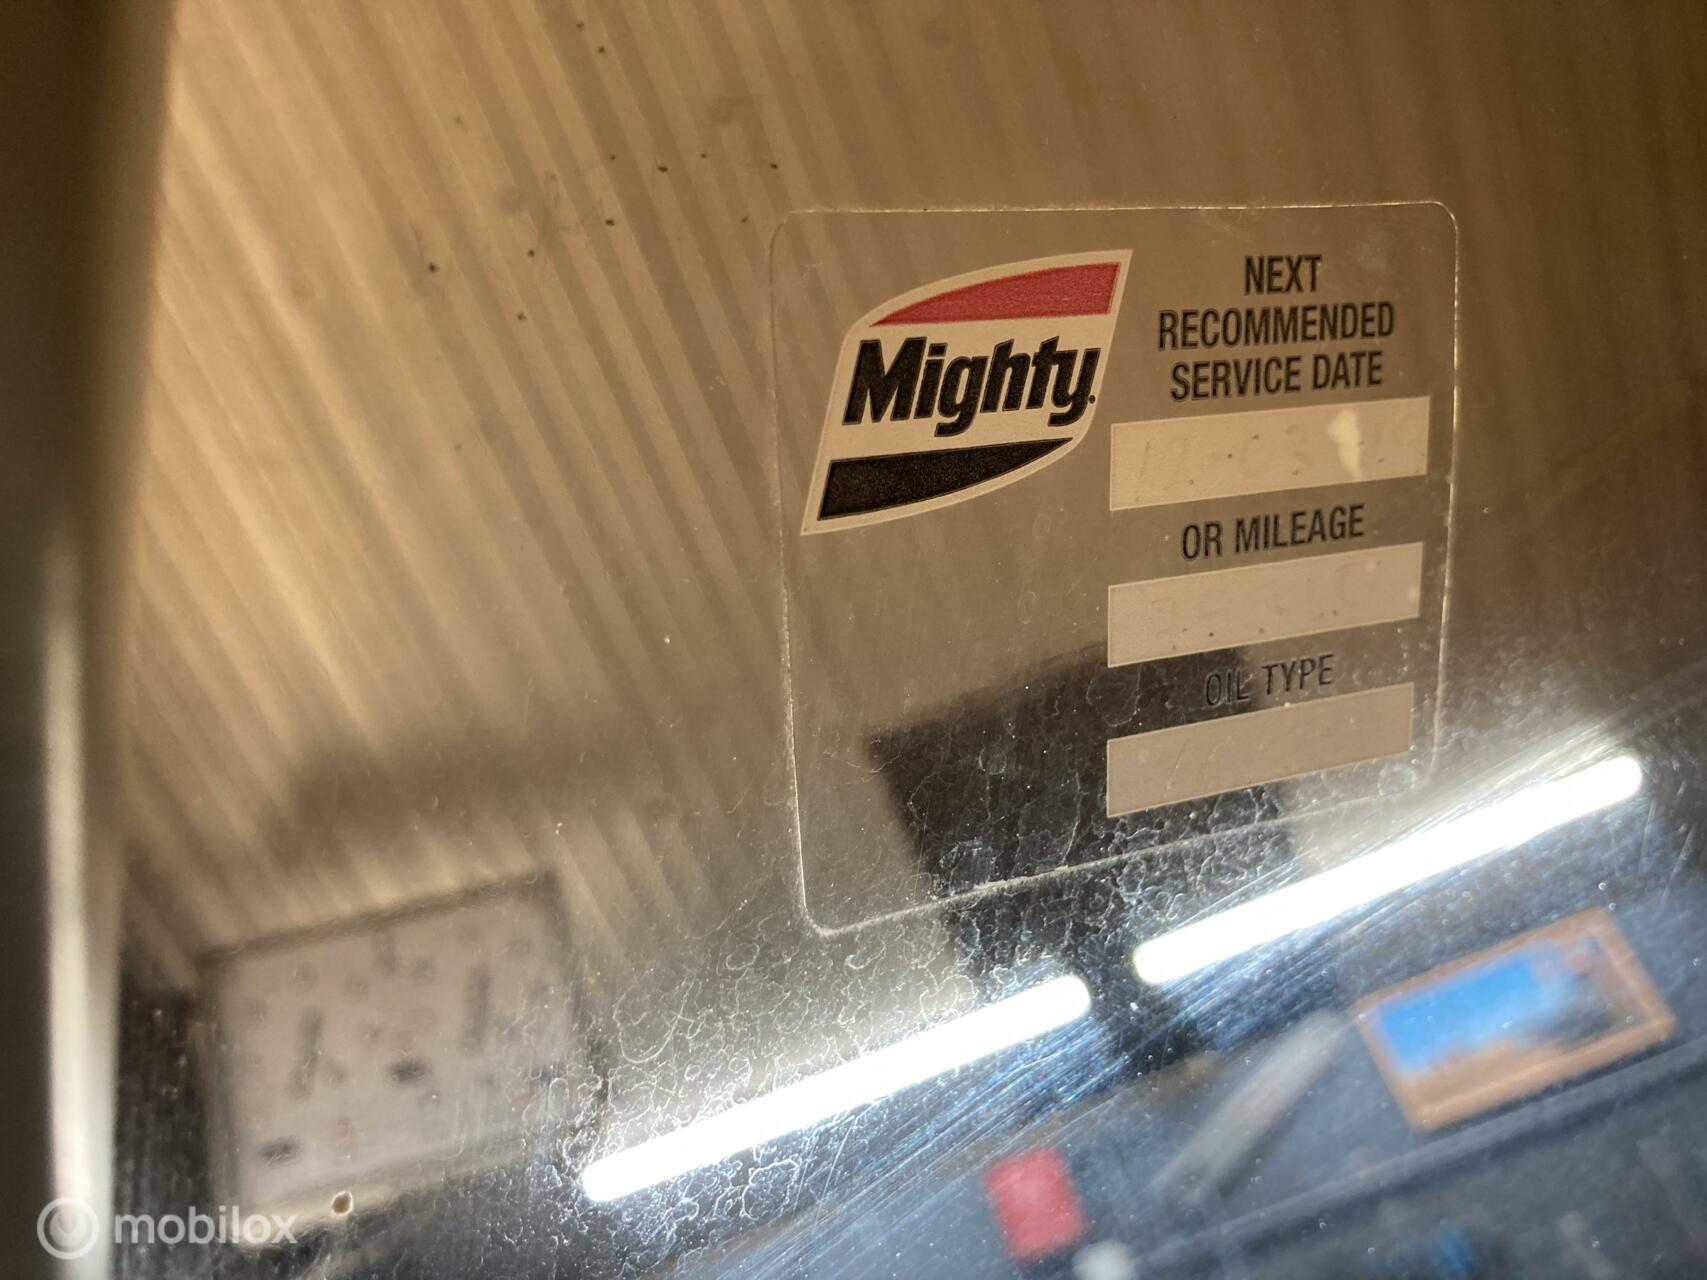 Mighty
NEXT
RECOMMENDED
SERVICE DATE
OR MILEAGE
OIL TYPE
mobilox